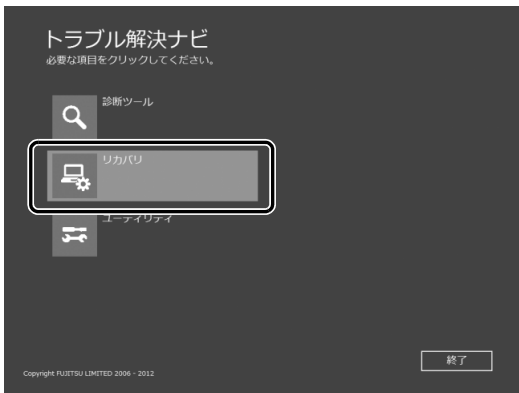 トラブル解決ナビ
必要な項目をクリックしてください。
診断ツール
リカバリ
ユーティリティ
終了
Copyright FUJITSU LIMITED 2006 - 2012